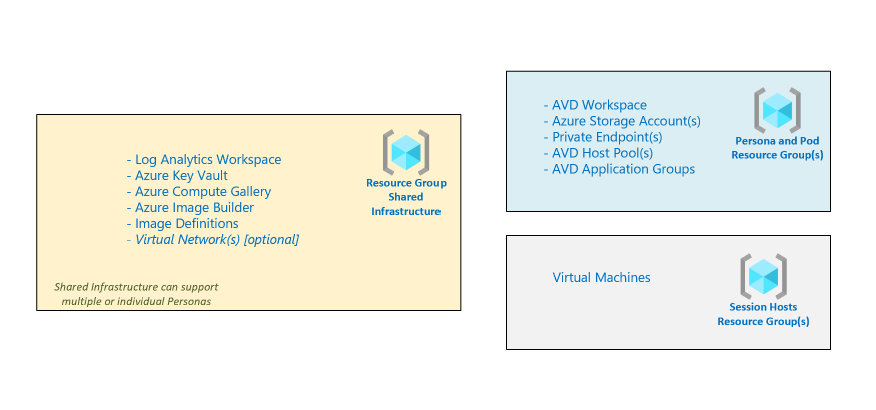 - Log Analytics Workspace
- Azure Key Vault
- Azure Compute Gallery
- Azure Image Builder
- Image Definitions
- Virtual Network(s) [optional]
Resource Group
Shared
Infrastructure
Shared Infrastructure can support
multiple or individual Personas
- AVD Workspace
- Azure Storage Account(s)
- Private Endpoint(s)
- AVD Host Pool(s)
- AVD Application Groups
Persona and Pod
Resource Group(s)
Virtual Machines
Session Hosts
Resource Group(s)